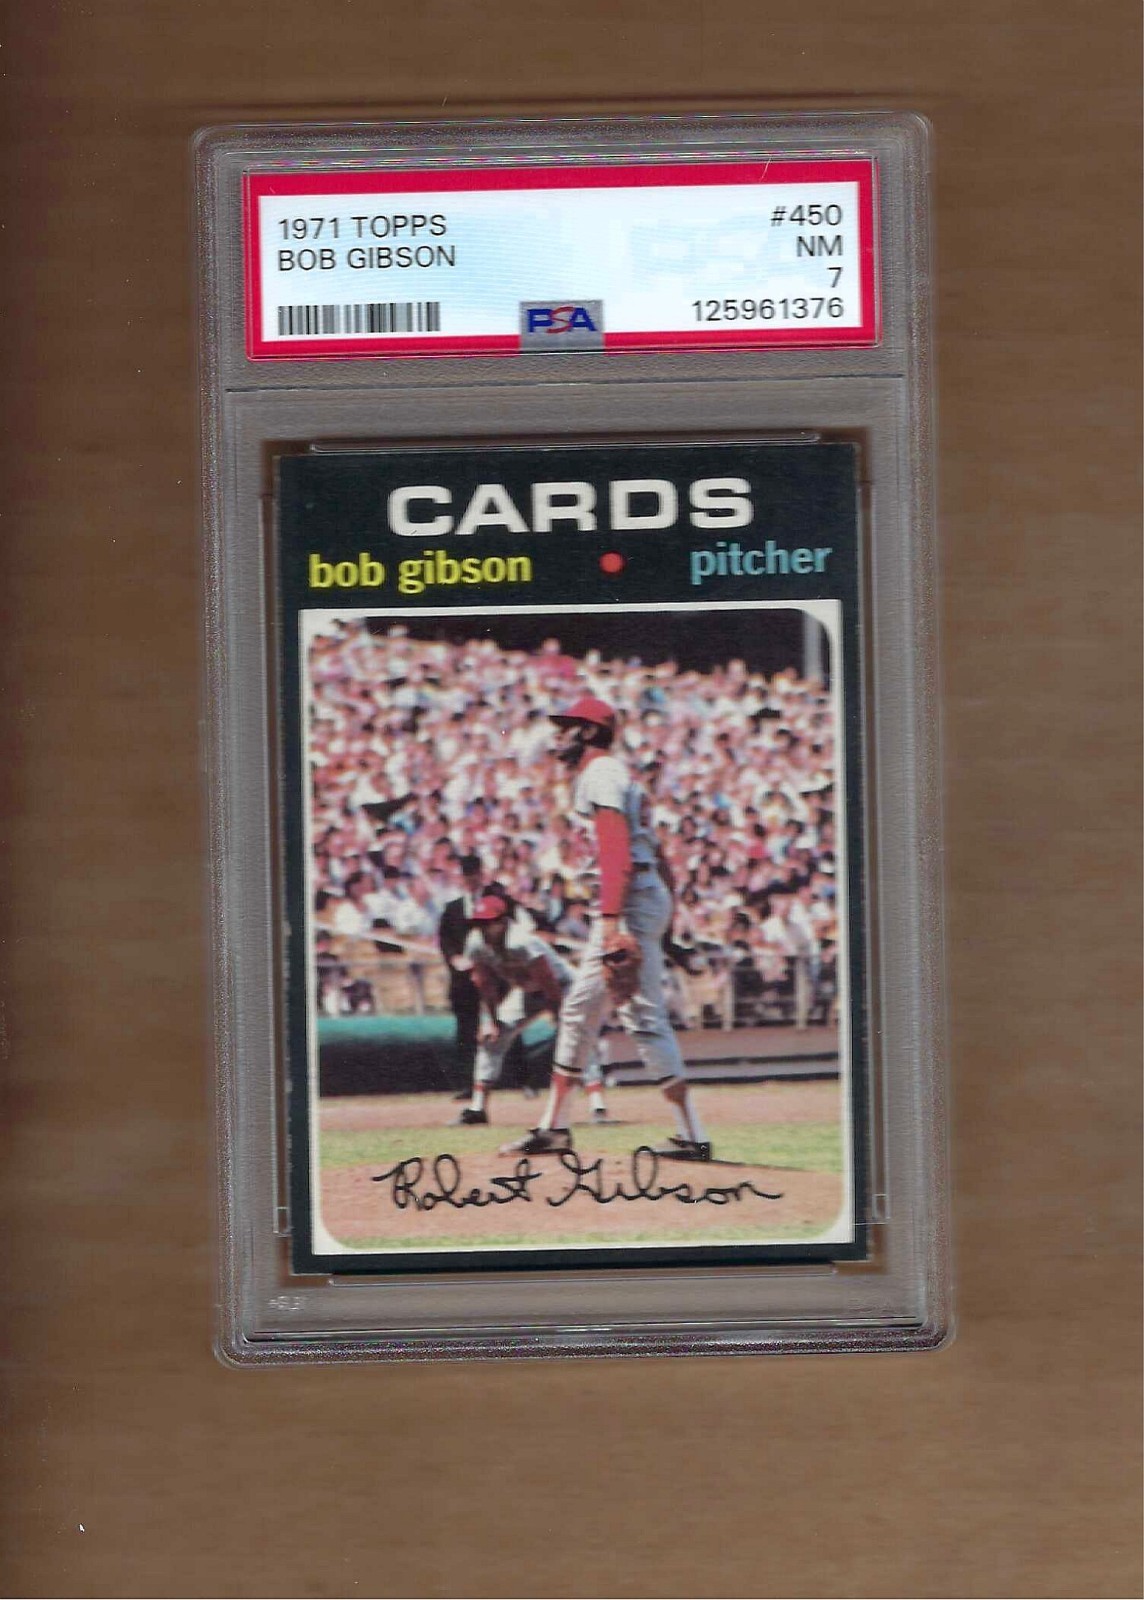 1971 TOPPS #450
BOB GIBSON NM
7
PSA 125961376
CARDS
bob gibson • pitcher
Robert Gibson